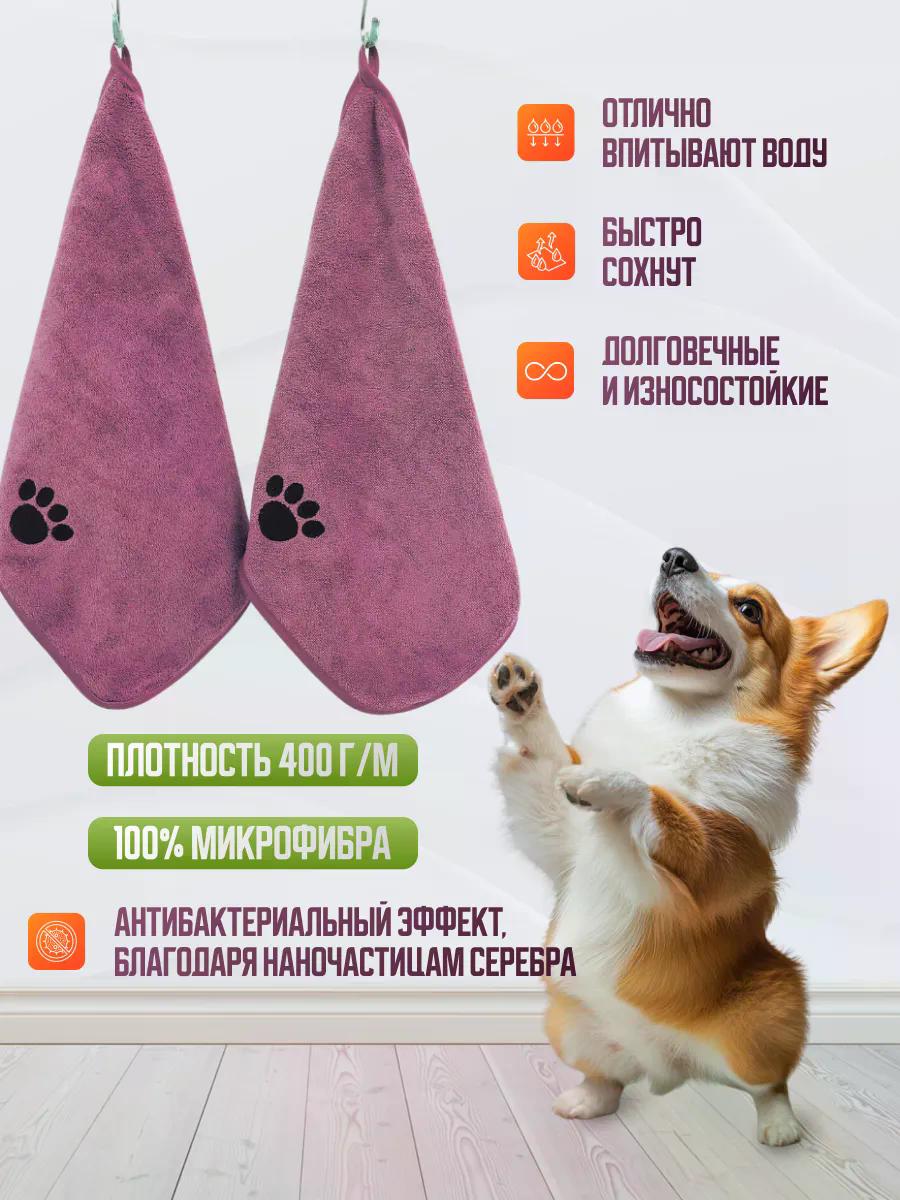 ОТЛИЧНО
ВПИТЫВАЮТ ВОДУ
БЫСТРО
СОХНУТ
ДОЛГОВЕЧНЫЕ
И ИЗНОСОСТОЙКИЕ
ПЛОТНОСТЬ 400 Г/М
100% МИКРОФИБРА
АНТИБАКТЕРИАЛЬНЫЙ ЭФФЕКТ,
БЛАГОДАРЯ НАНОЧАСТИЦАМ СЕРЕБРА